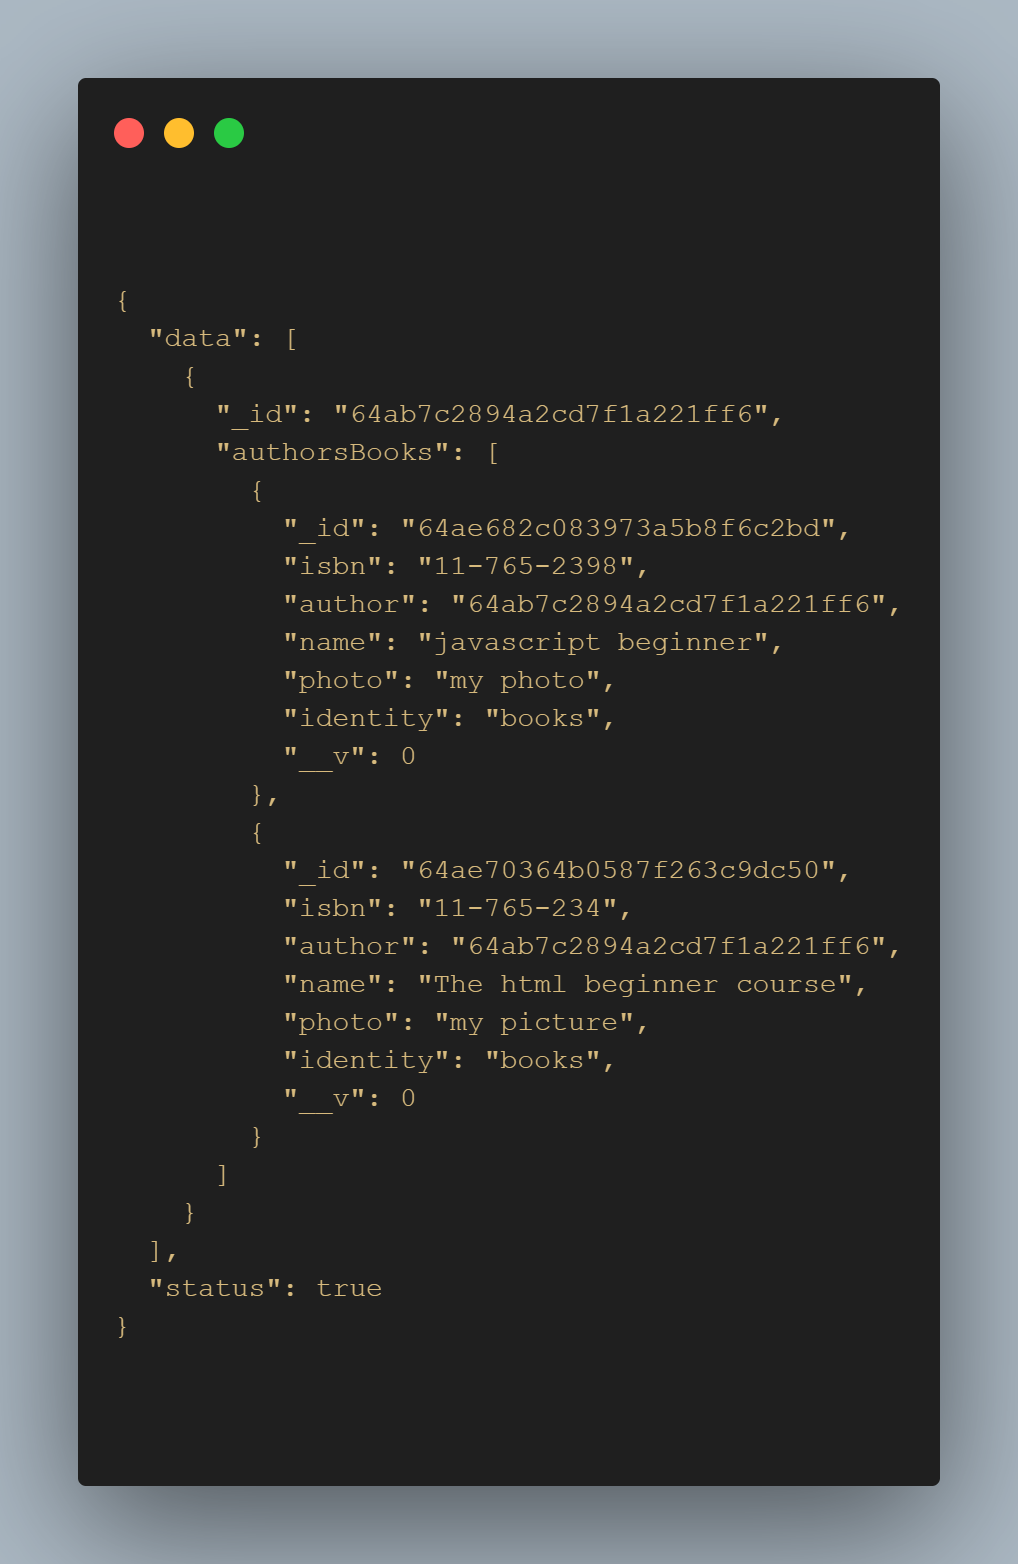 {
  "data": [
    {
      "_id": "64ab7c2894a2cd7f1a221ff6",
      "authorsBooks": [
        {
          "_id": "64ae682c083973a5b8f6c2bd",
          "isbn": "11-765-2398",
          "author": "64ab7c2894a2cd7f1a221ff6",
          "name": "javascript beginner",
          "photo": "my photo",
          "identity": "books",
          "__v": 0
        },
        {
          "_id": "64ae70364b0587f263c9dc50",
          "isbn": "11-765-234",
          "author": "64ab7c2894a2cd7f1a221ff6",
          "name": "The html beginner course",
          "photo": "my picture",
          "identity": "books",
          "__v": 0
        }
      ]
    }
  ],
  "status": true
}